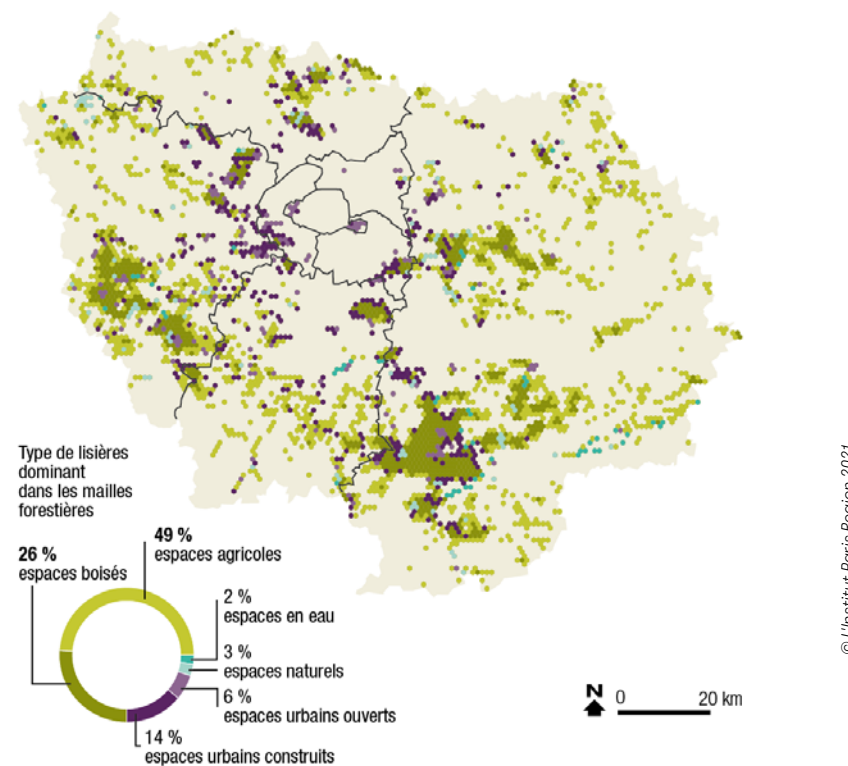 Type de lisières
dominant
dans les mailles
forestières
49 %
espaces agricoles
26 %
espaces boisés
2 %
espaces en eau
3 %
espaces naturels
6 %
espaces urbains ouverts
14 %
espaces urbains construits
N 0 20 km
© L'Institut Paris Region 2021